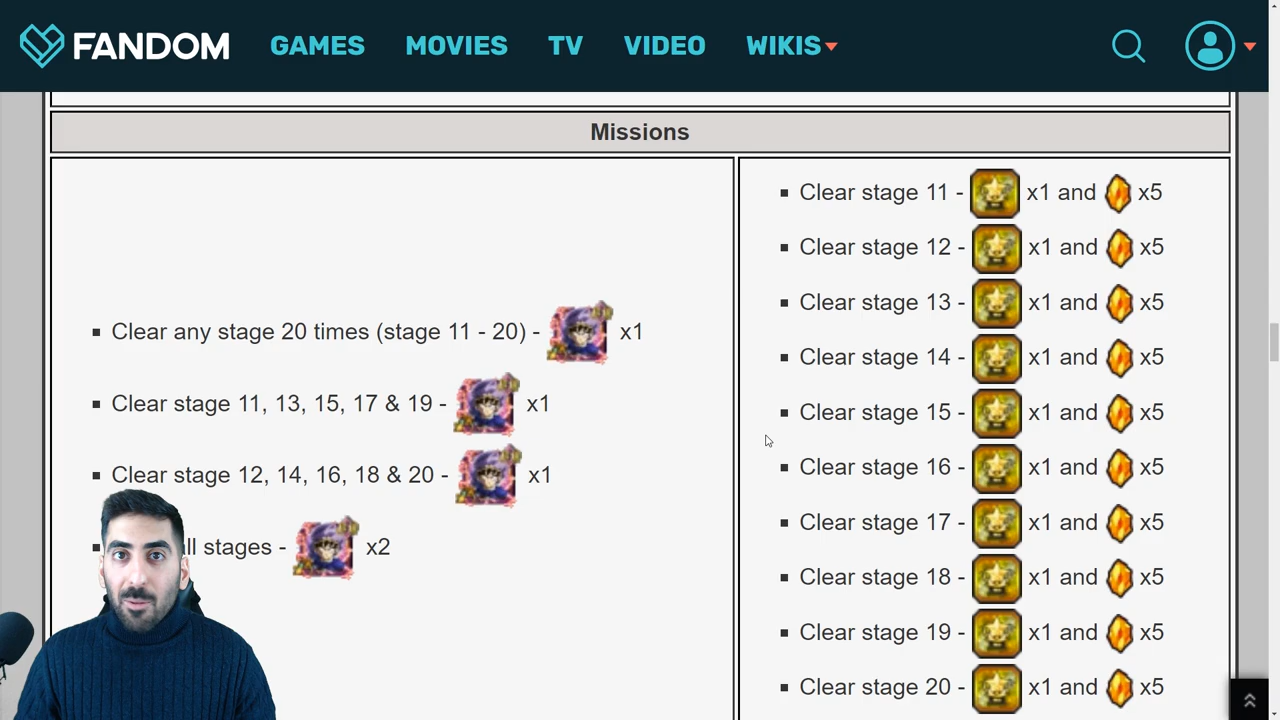 FANDOM GAMES MOVIES TV VIDEO WIKIS
Missions
Clear any stage 20 times (stage 11 - 20) - x1
Clear stage 11, 13, 15, 17 & 19 - x1
Clear stage 12, 14, 16, 18 & 20 - x1
stages - x2
Clear stage 11 - x1 and x5
Clear stage 12 - x1 and x5
Clear stage 13 - x1 and x5
Clear stage 14 - x1 and x5
Clear stage 15 - x1 and x5
Clear stage 16 - x1 and x5
Clear stage 17 - x1 and x5
Clear stage 18 - x1 and x5
Clear stage 19 - x1 and x5
Clear stage 20 - x1 and x5